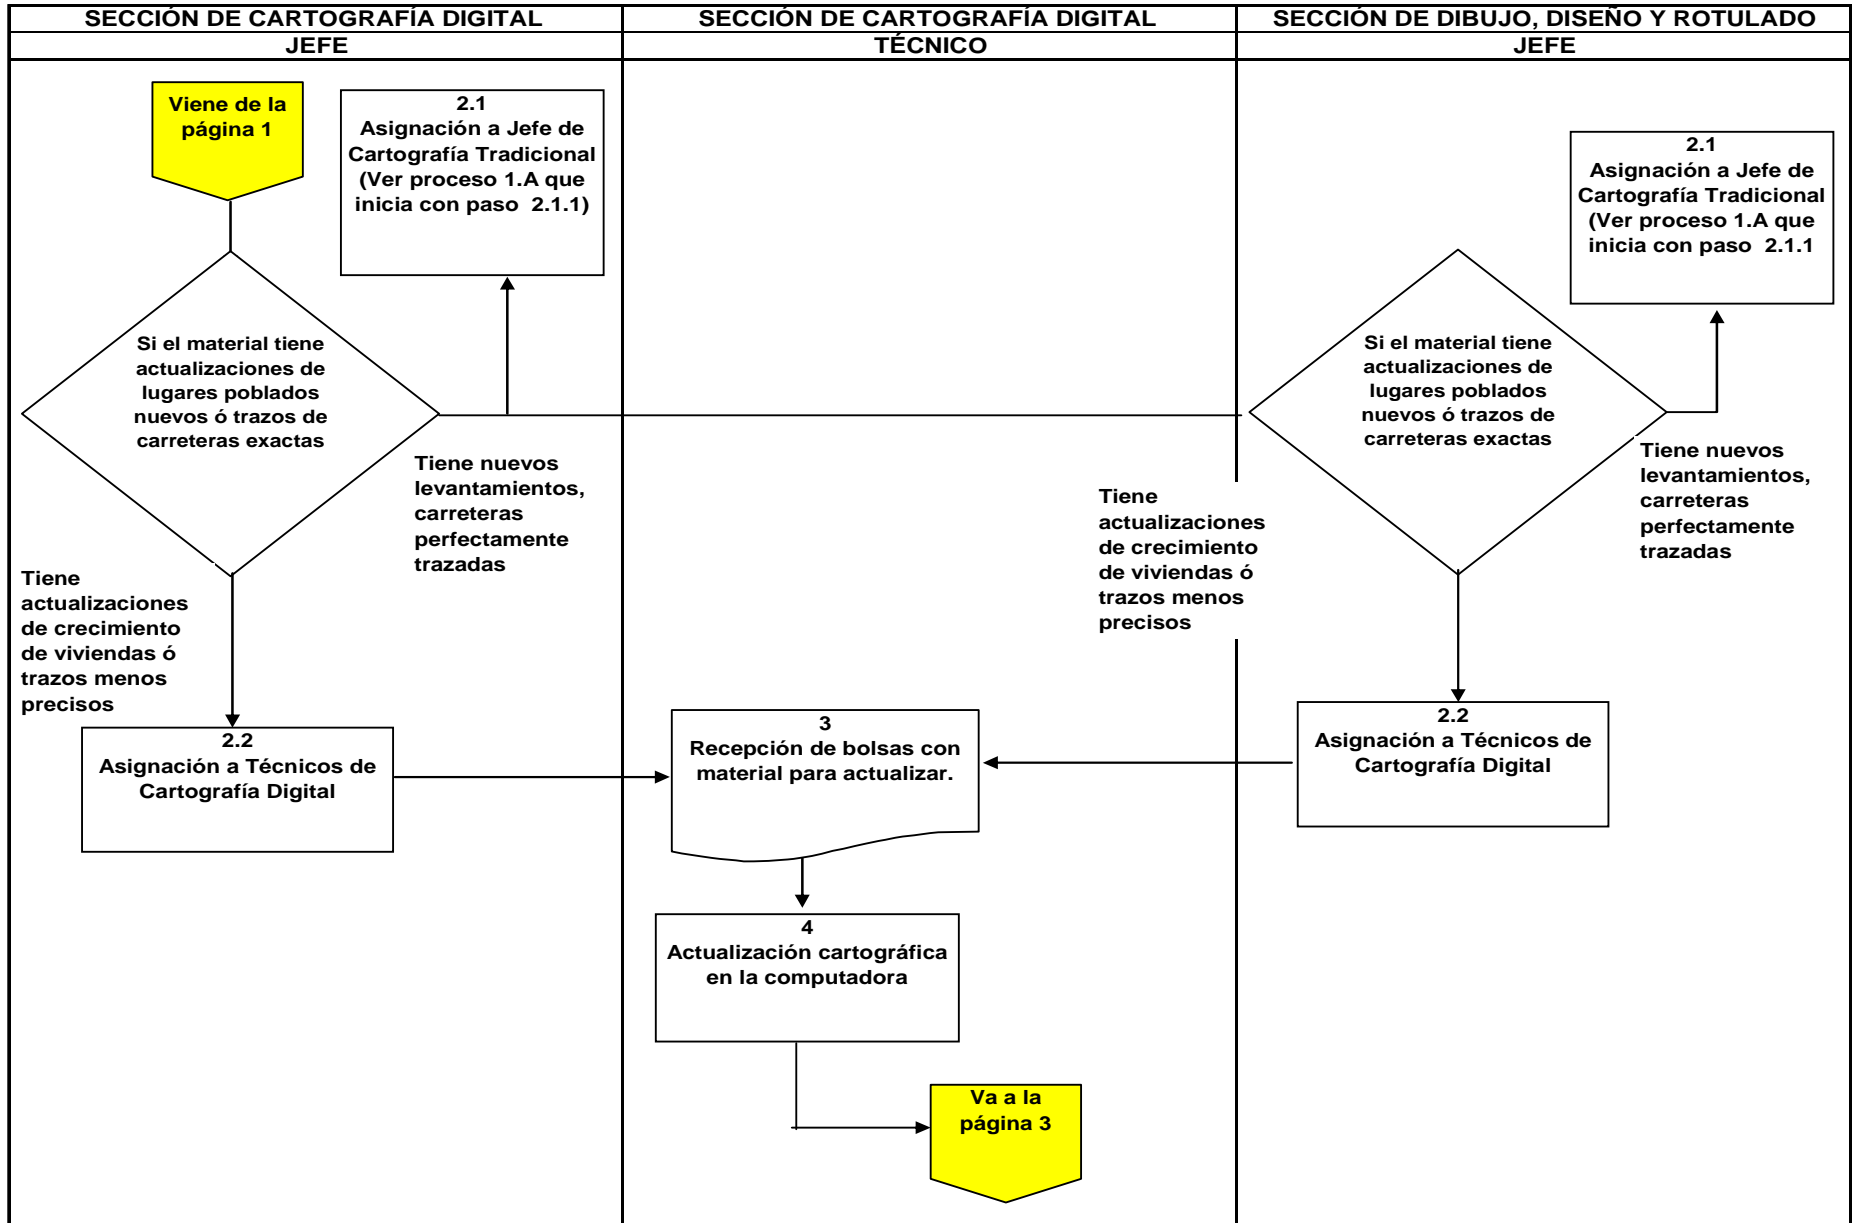 SECCIÓN DE CARTOGRAFÍA DIGITAL
JEFE
SECCIÓN DE CARTOGRAFÍA DIGITAL
TÉCNICO
SECCIÓN DE DIBUJO, DISEÑO Y ROTULADO
JEFE
Viene de la
página 1
2.1
Asignación a Jefe de
Cartografía Tradicional
(Ver proceso 1.A que
inicia con paso 2.1.1)
Si el material tiene
actualizaciones de
lugares poblados
nuevos ó trazos de
carreteras exactas
Tiene nuevos
levantamientos,
carreteras
perfectamente
trazadas
Tiene
actualizaciones
de crecimiento
de viviendas ó
trazos menos
precisos
2.2
Asignación a Técnicos de
Cartografía Digital
3
Recepción de bolsas con
material para actualizar.
4
Actualización cartográfica
en la computadora
Va a la
página 3
2.1
Asignación a Jefe de
Cartografía Tradicional
(Ver proceso 1.A que
inicia con paso 2.1.1
Si el material tiene
actualizaciones de
lugares poblados
nuevos ó trazos de
carreteras exactas
Tiene nuevos
levantamientos,
carreteras
perfectamente
trazadas
Tiene
actualizaciones
de crecimiento
de viviendas ó
trazos menos
precisos
2.2
Asignación a Técnicos de
Cartografía Digital